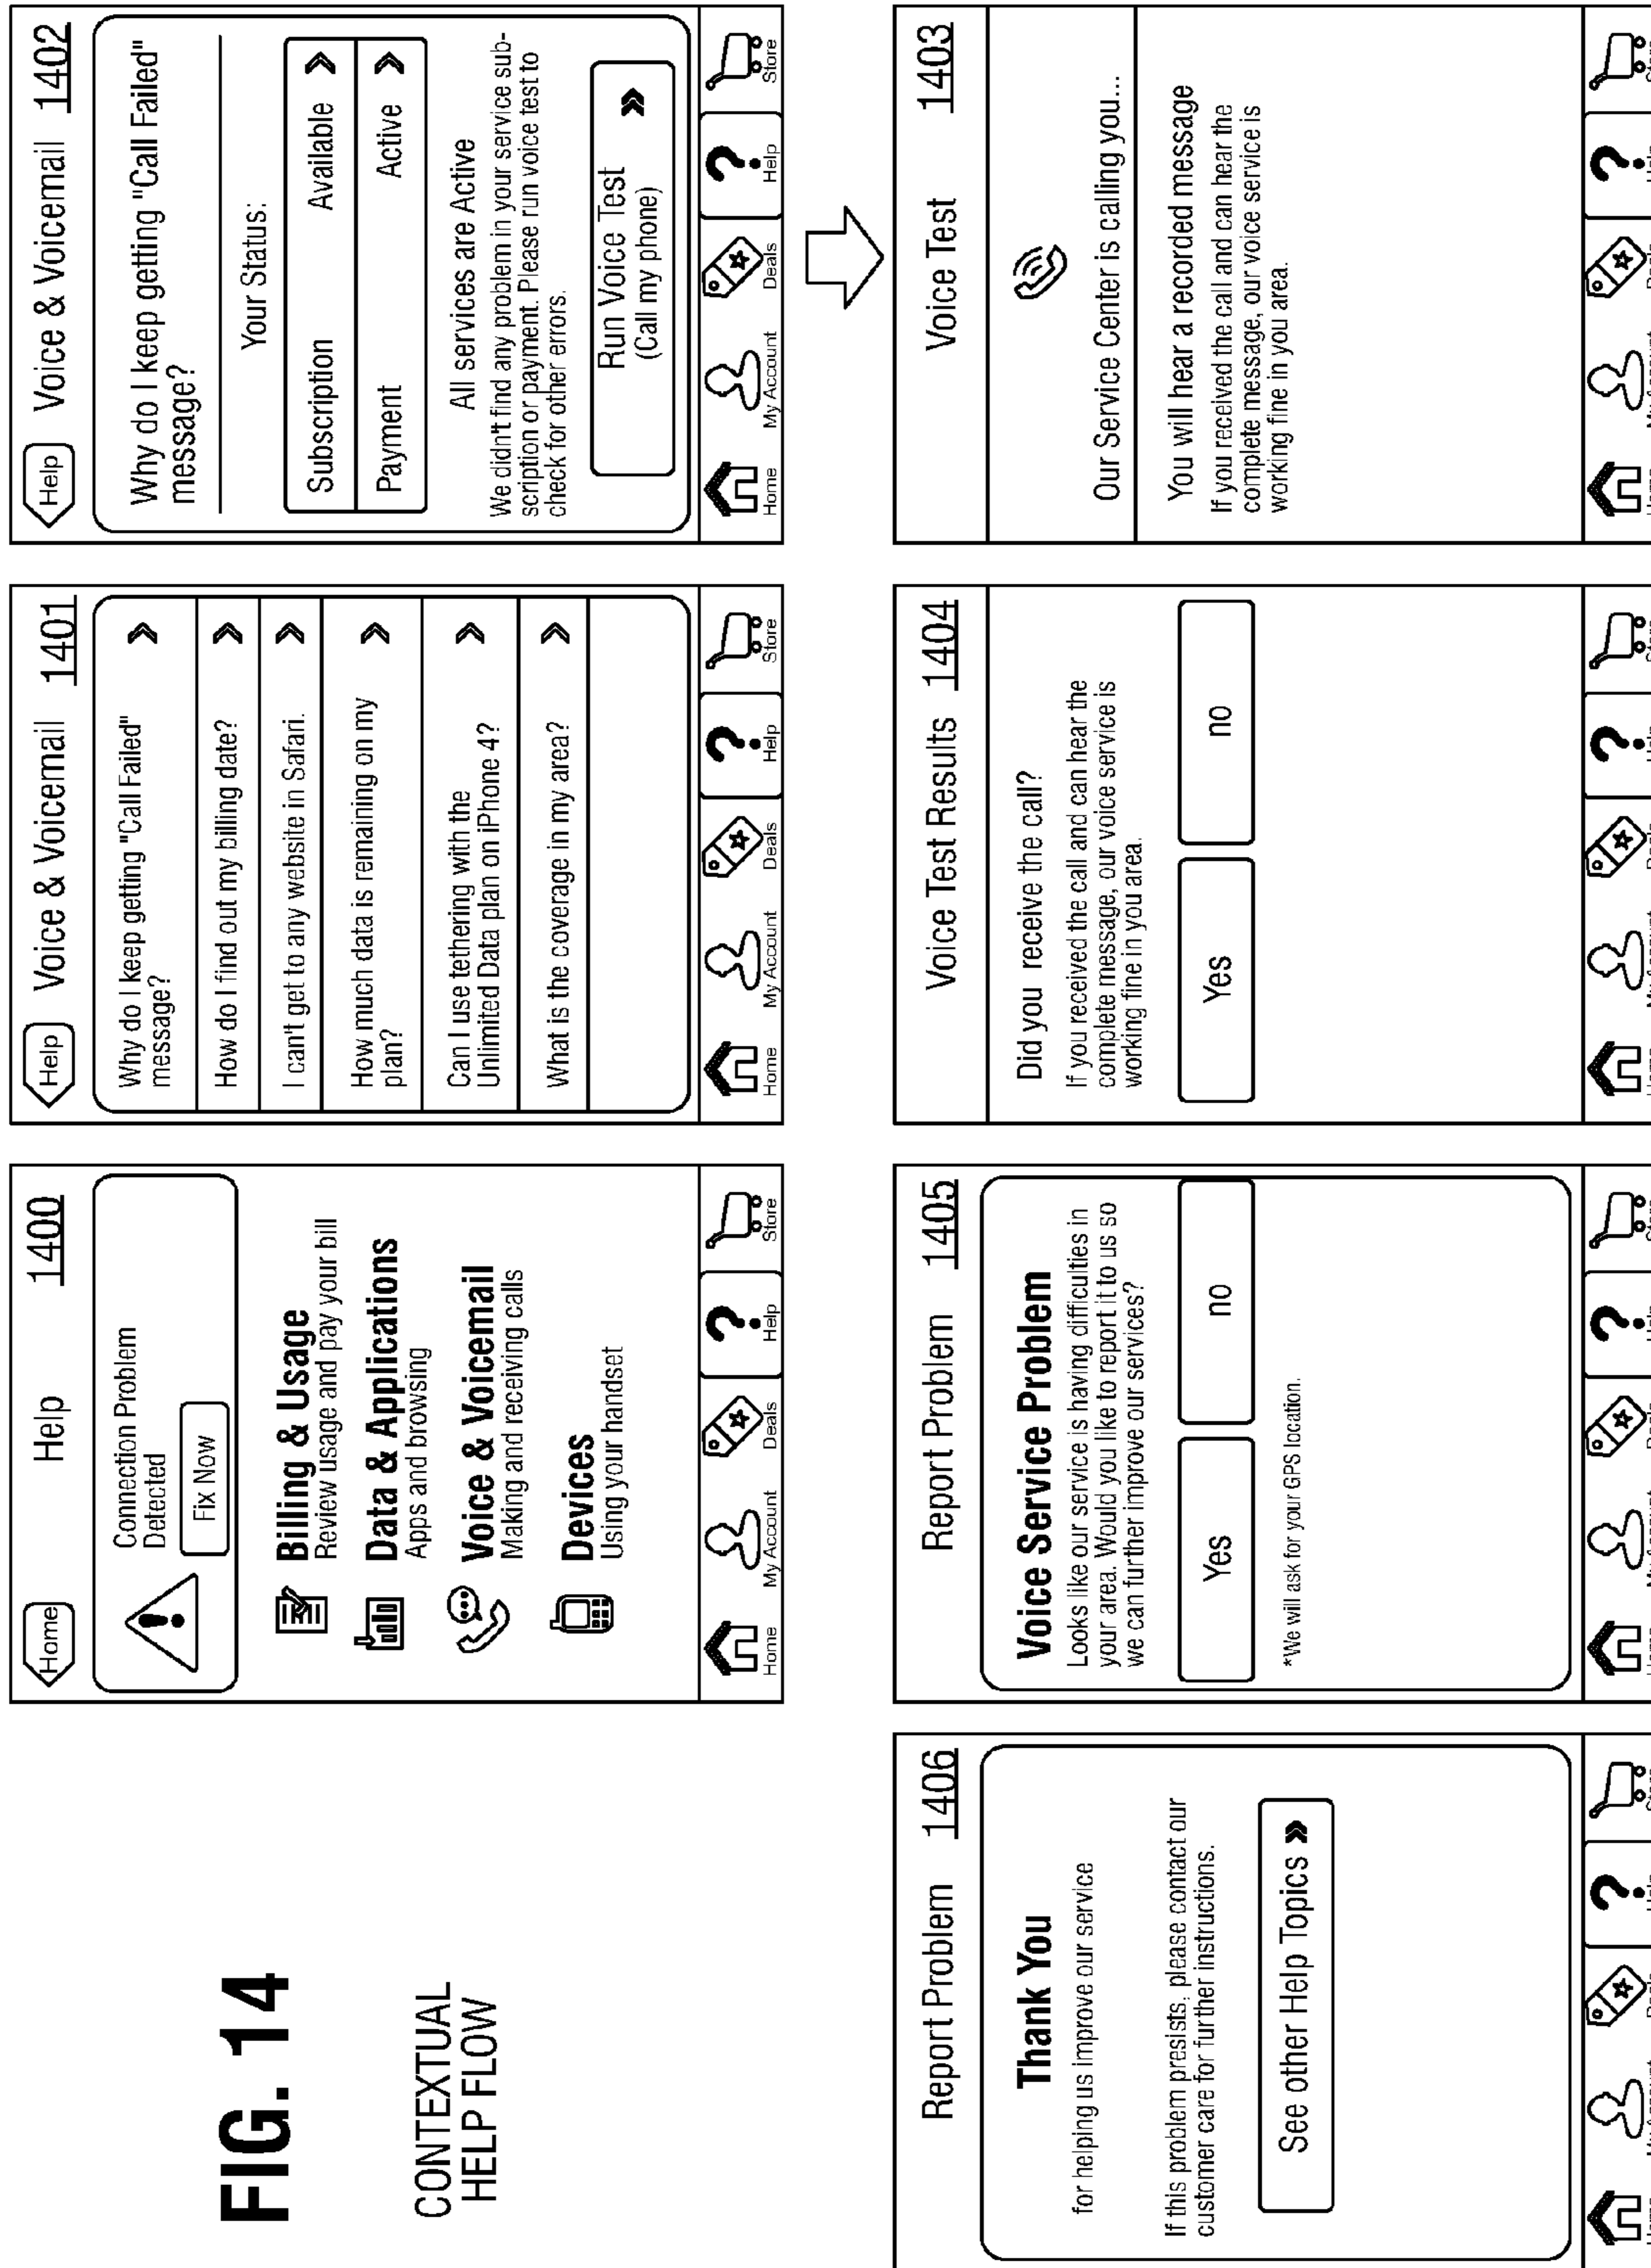 FIG. 14
CONTEXTUAL
HELP FLOW
Home
Help
1400
Connection Problem
Detected
Fix Now
Billing & Usage
Review usage and pay your bill
Data & Applications
Apps and browsing
Voice & Voicemail
Making and receiving calls
Devices
Using your handset
Home
My Account
Deals
Help
Store
Help
Voice & Voicemail
1401
Why do I keep getting "Call Failed"
message?
How do I find out my billing date?
I can't get to any website in Safari.
How much data is remaining on my
plan?
Can I use tethering with the
Unlimited Data plan on iPhone 4?
What is the coverage in my area?
Home
My Account
Deals
Help
Store
Help
Voice & Voicemail
1402
Why do I keep getting "Call Failed"
message?
Your Status:
Subscription Available
Payment Active
All services are Active
We didn't find any problem in your service sub-
scription or payment. Please run voice test to
check for other errors.
Run Voice Test
(Call my phone)
Home
My Account
Deals
Help
Store
Report Problem
1406
Thank You
for helping us improve our service
If this problem presists, please contact our
customer care for further instructions.
See other Help Topics
Report Problem
1405
Voice Service Problem
Looks like our service is having difficulties in
your area. Would you like to report it to us so
we can further improve our services?
Yes
no
*We will ask for your GPS location.
Voice Test Results
1404
Did you receive the call?
If you received the call and can hear the
complete message, our voice service is
working fine in you area.
Yes
no
Voice Test
1403
Our Service Center is calling you...
You will hear a recorded message
If you received the call and can hear the
complete message, our voice service is
working fine in you area.